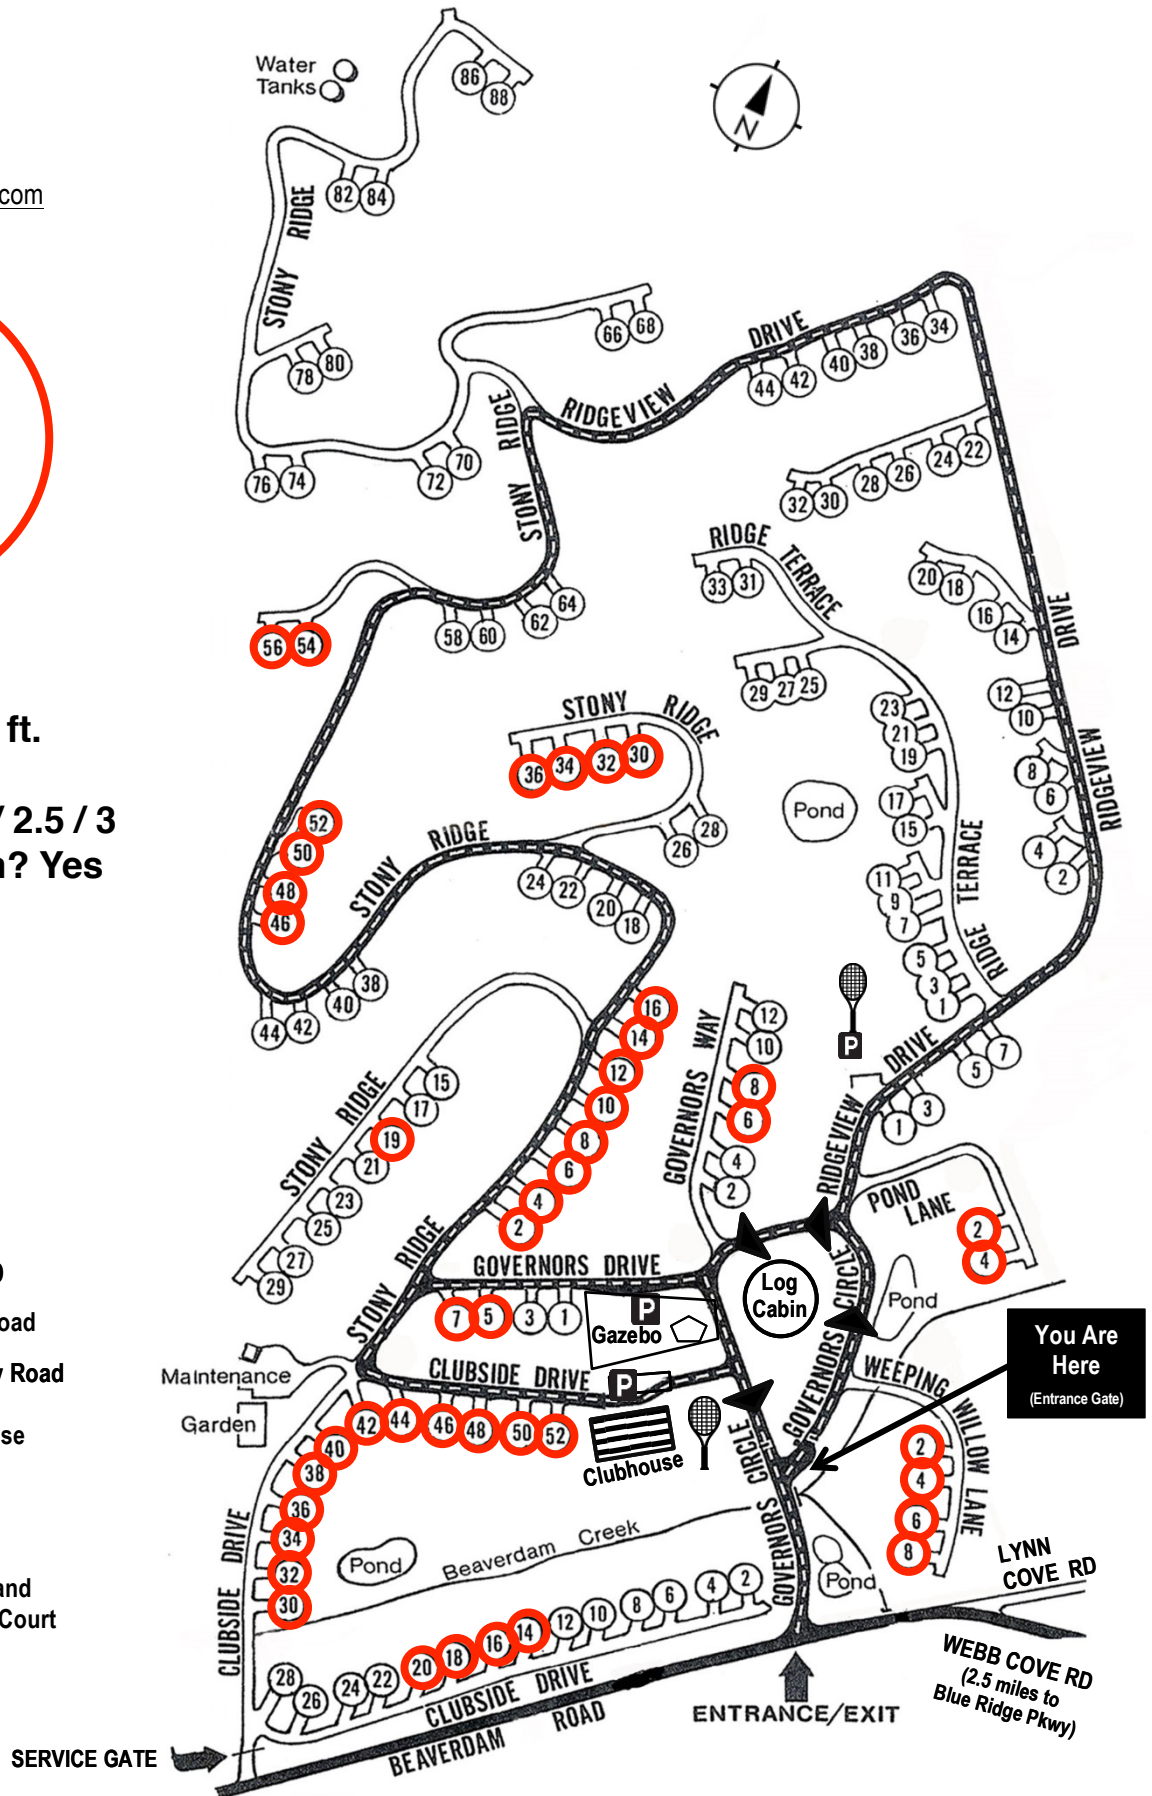 Water
Tanks
86
88
N
82
84
com
STONY RIDGE
66
68
DRIVE
34
36
38
40
42
44
78
80
RIDGEVIEW
STONY RIDGE
70
72
74
76
22
24
26
28
30
32
RIDGE TERRACE
33
31
20
18
16
14
DRIVE
56
54
58
60
62
64
29
27
25
12
10
STONY RIDGE
36
34
32
30
23
21
19
ft.
8
6
RIDGEVIEW
Pond
17
15
/ 2.5 / 3
? Yes
52
50
48
46
STONY RIDGE
28
26
24
22
20
18
4
2
11
9
7
5
3
1
RIDGE TERRACE
38
40
42
44
16
14
12
10
8
6
4
2
GOVERNORS WAY
12
10
8
6
4
2
P
DRIVE
7
5
3
1
RIDGEVIEW
STONY RIDGE
15
17
19
21
23
25
27
29
POND
LANE
2
4
STONY RIDGE
GOVERNORS DRIVE
7
5
3
1
P
Gazebo
Log
Cabin
GOVERNORS CIRCLE
Pond
oad
You Are
Here
(Entrance Gate)
Maintenance
Road
CLUBSIDE DRIVE
P
WEEPING WILLOW LANE
Garden
se
42
44
46
48
50
52
Clubhouse
GOVERNORS CIRCLE
40
38
36
34
32
30
2
4
6
8
CLUBSIDE DRIVE
Pond
Beaverdam Creek
Pond
LYNN
COVE RD
and
Court
2
4
6
8
10
12
14
16
18
20
22
24
26
28
CLUBSIDE DRIVE
BEAVERDAM ROAD
ENTRANCE/EXIT
WEBB COVE RD
(2.5 miles to
Blue Ridge Pkwy)
SERVICE GATE